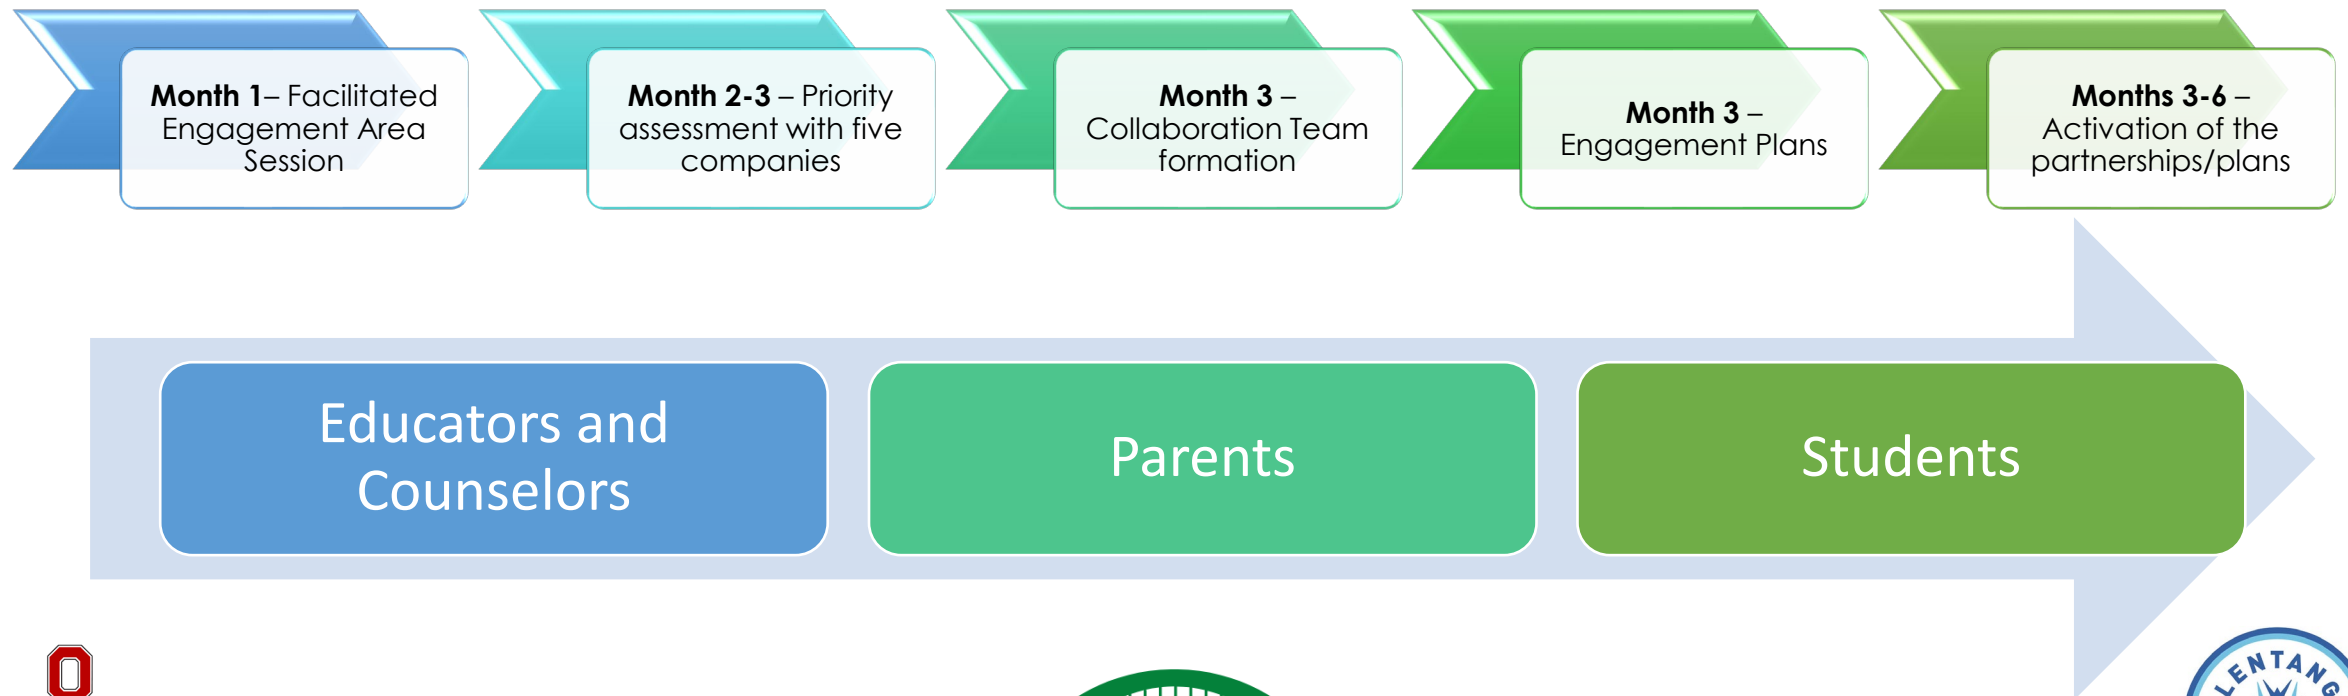 Month 1– Facilitated
Engagement Area
Session
Month 2-3 – Priority
assessment with five
companies
Month 3 –
Collaboration Team
formation
Month 3 –
Engagement Plans
Months 3-6 –
Activation of the
partnerships/plans
Educators and
Counselors
Parents
Students
O
LENTANG